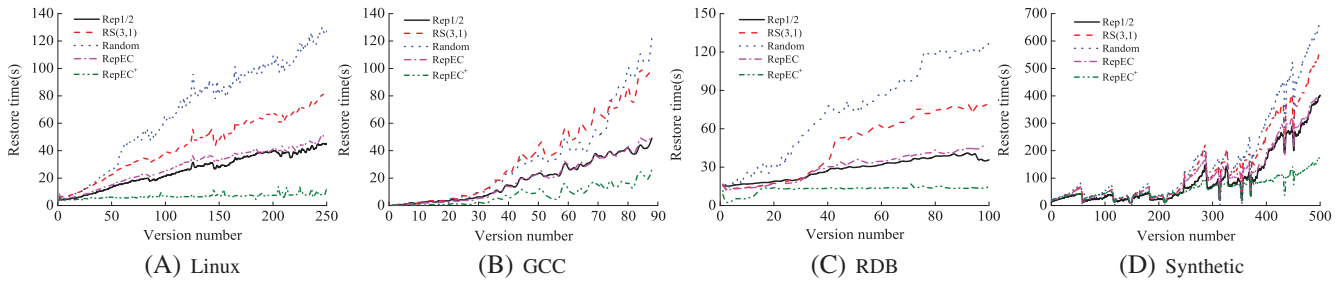 140
120
100
80
60
40
20
0
Restore time(s)
Rep1/2
RS(3,1)
Random
RepEC
RepEC+
0 50 100 150 200 250
Version number
(A) Linux
140
120
100
80
60
40
20
0
Restore time(s)
Rep1/2
RS(3,1)
Random
RepEC
RepEC+
0 10 20 30 40 50 60 70 80 90
Version number
(B) GCC
150
120
90
60
30
0
Restore time(s)
Rep1/2
RS(3,1)
Random
RepEC
RepEC+
0 20 40 60 80 100
Version number
(C) RDB
700
600
500
400
300
200
100
0
Restore time(s)
Rep1/2
RS(3,1)
Random
RepEC
RepEC+
0 100 200 300 400 500
Version number
(D) Synthetic